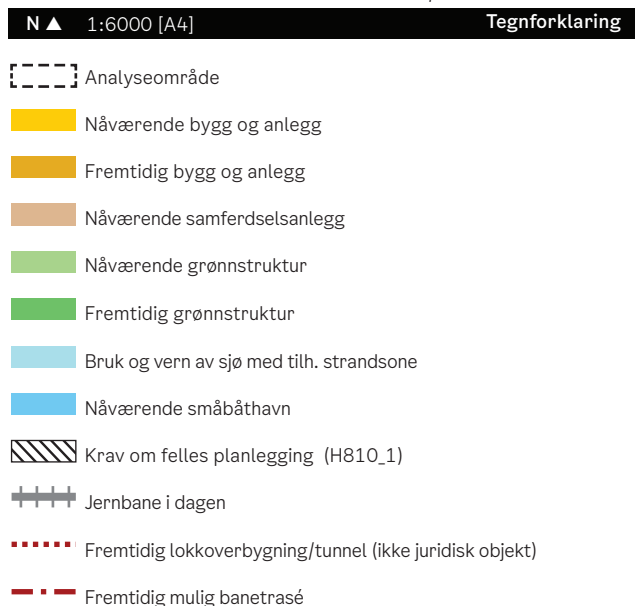 N ▲ 1:6000 [A4] Tegnforklaring
Analyseområde
Nåværende bygg og anlegg
Fremtidig bygg og anlegg
Nåværende samferdselsanlegg
Nåværende grønnstruktur
Fremtidig grønnstruktur
Bruk og vern av sjø med tilh. strandsone
Nåværende småbåthavn
Krav om felles planlegging (H810_1)
Jernbane i dagen
Fremtidig lokkoverbygning/tunnel (ikke juridisk objekt)
Fremtidig mulig banetrasé